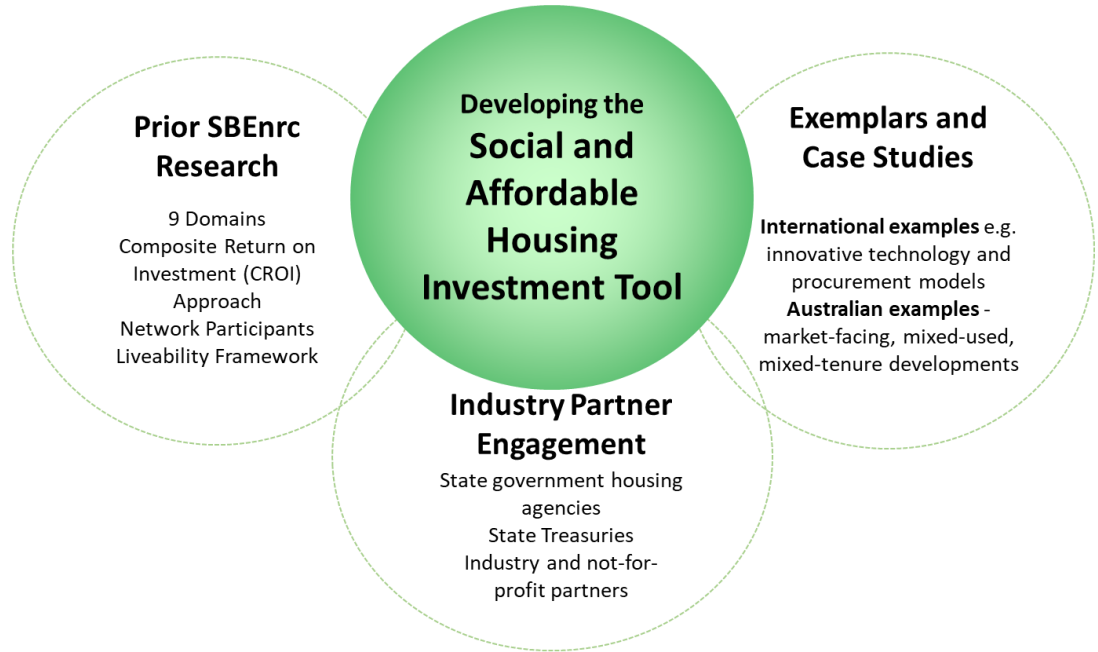 Developing the
Social and
Affordable
Housing
Investment Tool
Prior SBEnrc
Research
9 Domains
Composite Return on
Investment (CROI)
Approach
Network Participants
Liveability Framework
Exemplars and
Case Studies
International examples e.g.
innovative technology and
procurement models
Australian examples -
market-facing, mixed-used,
mixed-tenure developments
Industry Partner
Engagement
State government housing
agencies
State Treasuries
Industry and not-for-
profit partners